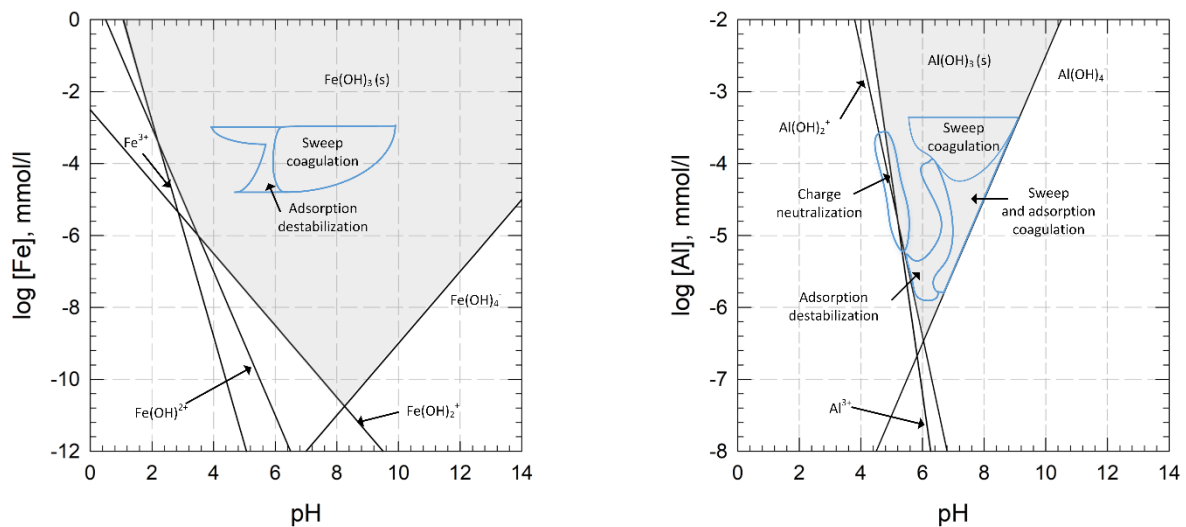 0
-2
-4
-6
-8
-10
-12
log [Fe], mmol/l
Fe(OH)₃ (s)
Fe³⁺
Sweep
coagulation
Adsorption
destabilization
Fe(OH)₄⁻
Fe(OH)²⁺
Fe(OH)₂⁺
0 2 4 6 8 10 12 14
pH
-2
-3
-4
-5
-6
-7
-8
log [Al], mmol/l
Al(OH)₃ (s)
Al(OH)₄
Al(OH)₂⁺
Sweep
coagulation
Charge
neutralization
Sweep
and adsorption
coagulation
Adsorption
destabilization
Al³⁺
0 2 4 6 8 10 12 14
pH